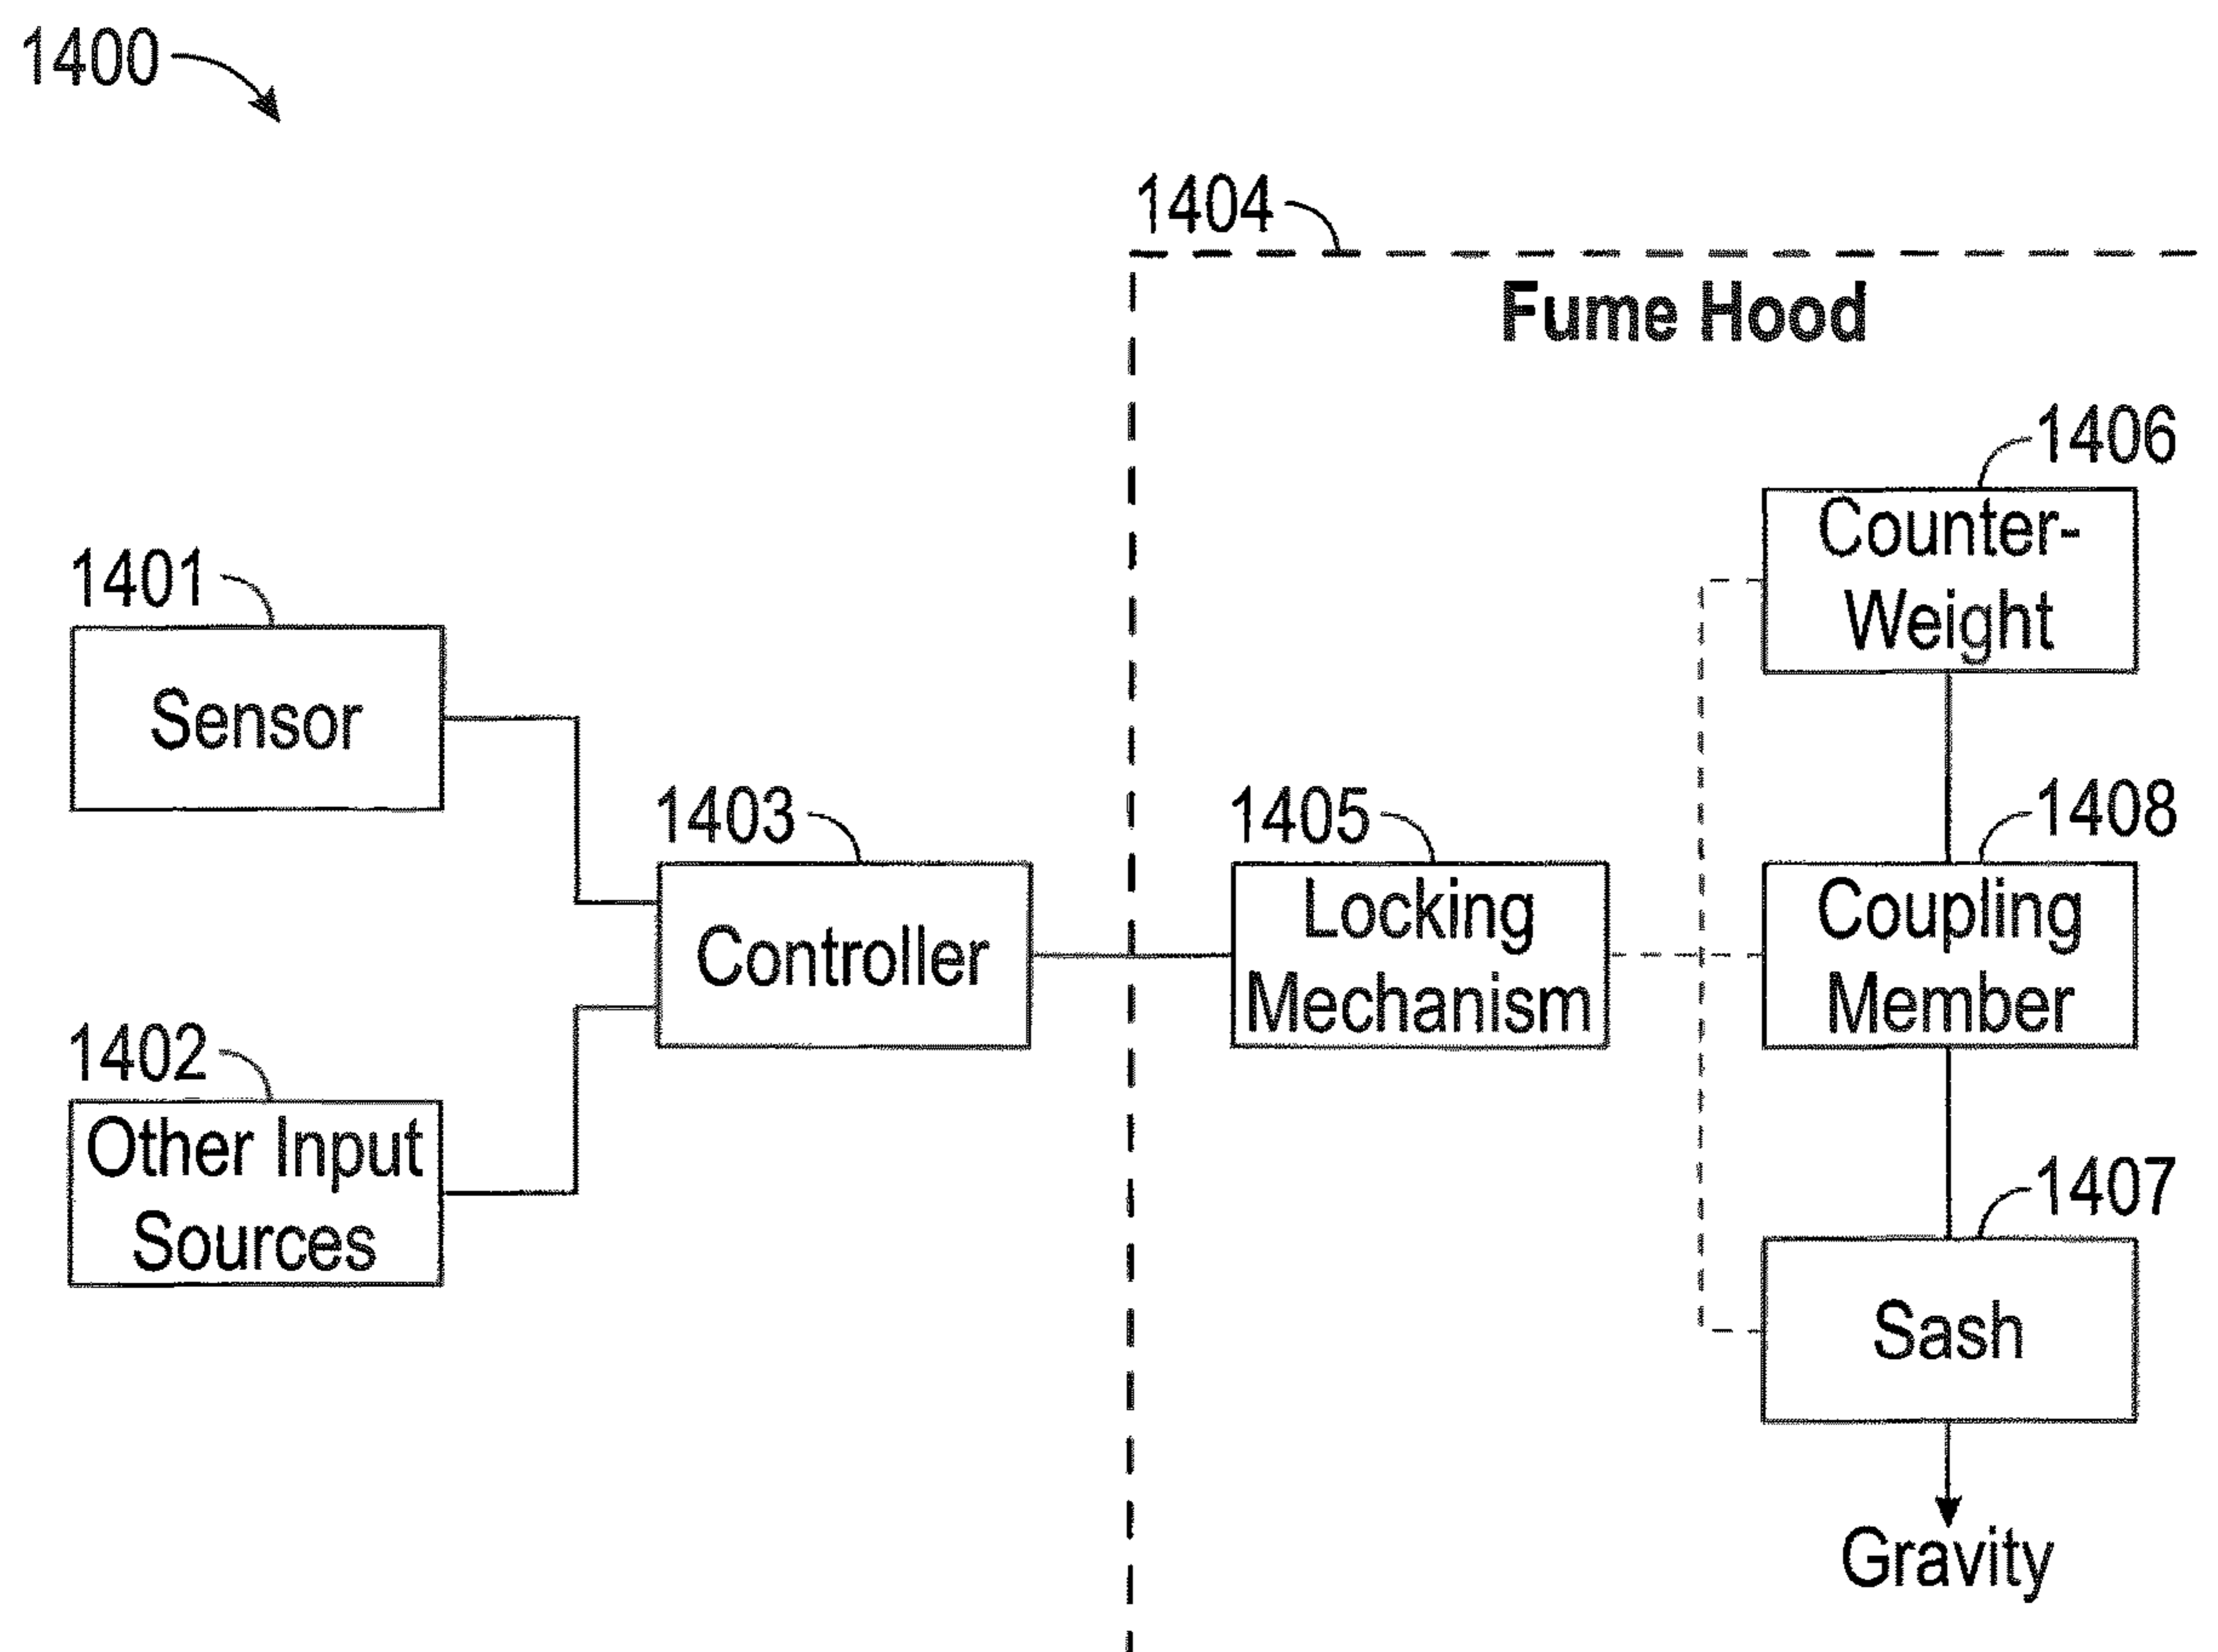 1400
1404
Fume Hood
1406
Counter-
Weight
1401
Sensor
1403
Controller
1405
Locking
Mechanism
1408
Coupling
Member
1402
Other Input
Sources
1407
Sash
Gravity